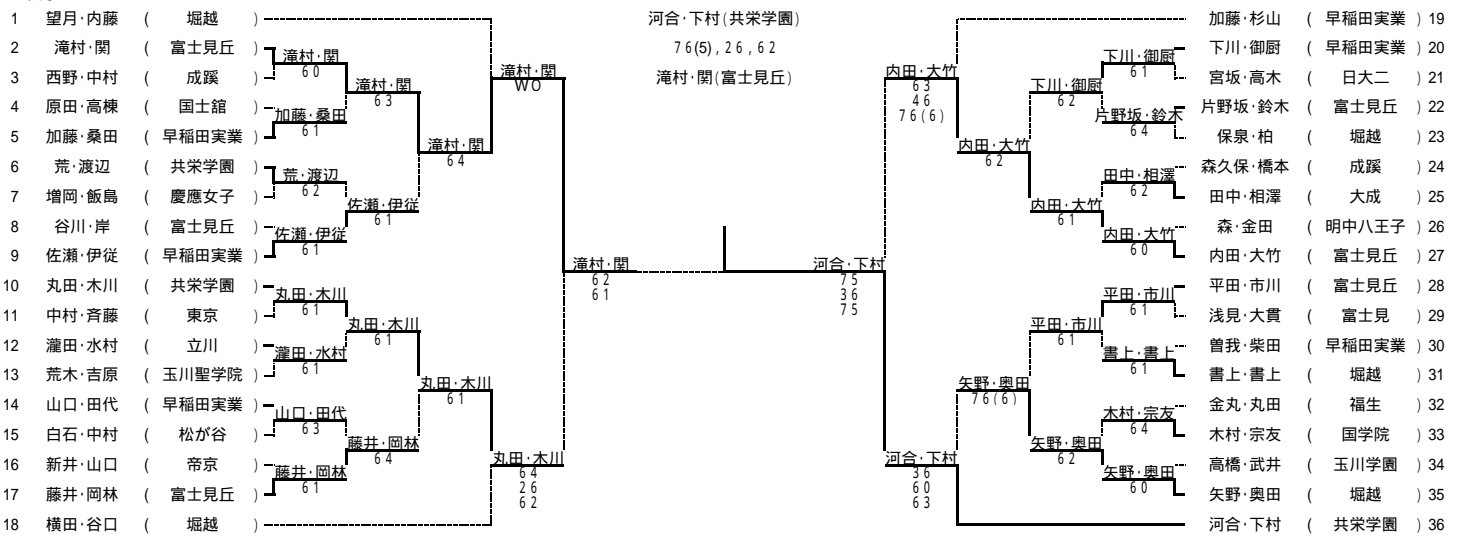 河合・下村(共栄学園)
76(5),26,62
滝村・関(富士見丘)
1 望月・内藤 ( 堀越 )
2 滝村・関 ( 富士見丘 )
3 西野・中村 ( 成蹊 )
4 原田・高棟 ( 国士舘 )
5 加藤・桑田 ( 早稲田実業 )
6 荒・渡辺 ( 共栄学園 )
7 増岡・飯島 ( 慶應女子 )
8 谷川・岸 ( 富士見丘 )
9 佐瀬・伊従 ( 早稲田実業 )
10 丸田・木川 ( 共栄学園 )
11 中村・斉藤 ( 東京 )
12 瀧田・水村 ( 立川 )
13 荒木・吉原 ( 玉川聖学院 )
14 山口・田代 ( 早稲田実業 )
15 白石・中村 ( 松が谷 )
16 新井・山口 ( 帝京 )
17 藤井・岡林 ( 富士見丘 )
18 横田・谷口 ( 堀越 )
滝村・関
60
加藤・桑田
61
荒・渡辺
62
佐瀬・伊従
61
丸田・木川
61
瀧田・水村
61
山口・田代
63
藤井・岡林
61
滝村・関
63
佐瀬・伊従
61
丸田・木川
61
藤井・岡林
64
滝村・関
64
丸田・木川
61
滝村・関
WO
丸田・木川
64
26
62
滝村・関
62
61
河合・下村
75
36
75
内田・大竹
63
46
76(6)
河合・下村
36
60
63
内田・大竹
62
矢野・奥田
76(6)
下川・御厨
62
内田・大竹
61
平田・市川
61
矢野・奥田
62
下川・御厨
61
片野坂・鈴木
64
田中・相澤
62
内田・大竹
60
平田・市川
61
書上・書上
61
木村・宗友
64
矢野・奥田
60
加藤・杉山 ( 早稲田実業 ) 19
下川・御厨 ( 早稲田実業 ) 20
宮坂・高木 ( 日大二 ) 21
片野坂・鈴木 ( 富士見丘 ) 22
保泉・柏 ( 堀越 ) 23
森久保・橋本 ( 成蹊 ) 24
田中・相澤 ( 大成 ) 25
森・金田 ( 明中八王子 ) 26
内田・大竹 ( 富士見丘 ) 27
平田・市川 ( 富士見丘 ) 28
浅見・大貫 ( 富士見 ) 29
曽我・柴田 ( 早稲田実業 ) 30
書上・書上 ( 堀越 ) 31
金丸・丸田 ( 福生 ) 32
木村・宗友 ( 国学院 ) 33
高橋・武井 ( 玉川学園 ) 34
矢野・奥田 ( 堀越 ) 35
河合・下村 ( 共栄学園 ) 36